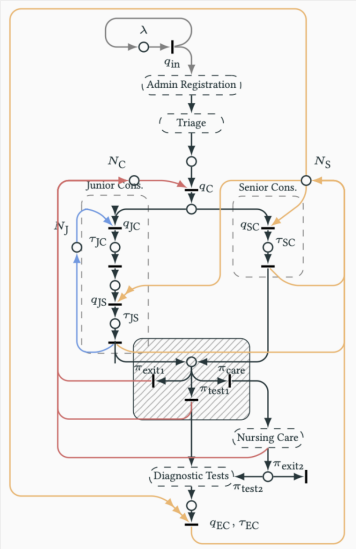 λ
q_in
Admin Registration
Triage
N_C
N_S
q_C
Junior Cons.
Senior Cons.
N_J
q_JC
q_SC
τ_JC
τ_SC
q_JS
τ_JS
π_exit1
π_care
π_test1
Nursing Care
π_exit2
Diagnostic Tests
π_test2
q_EC, τ_EC